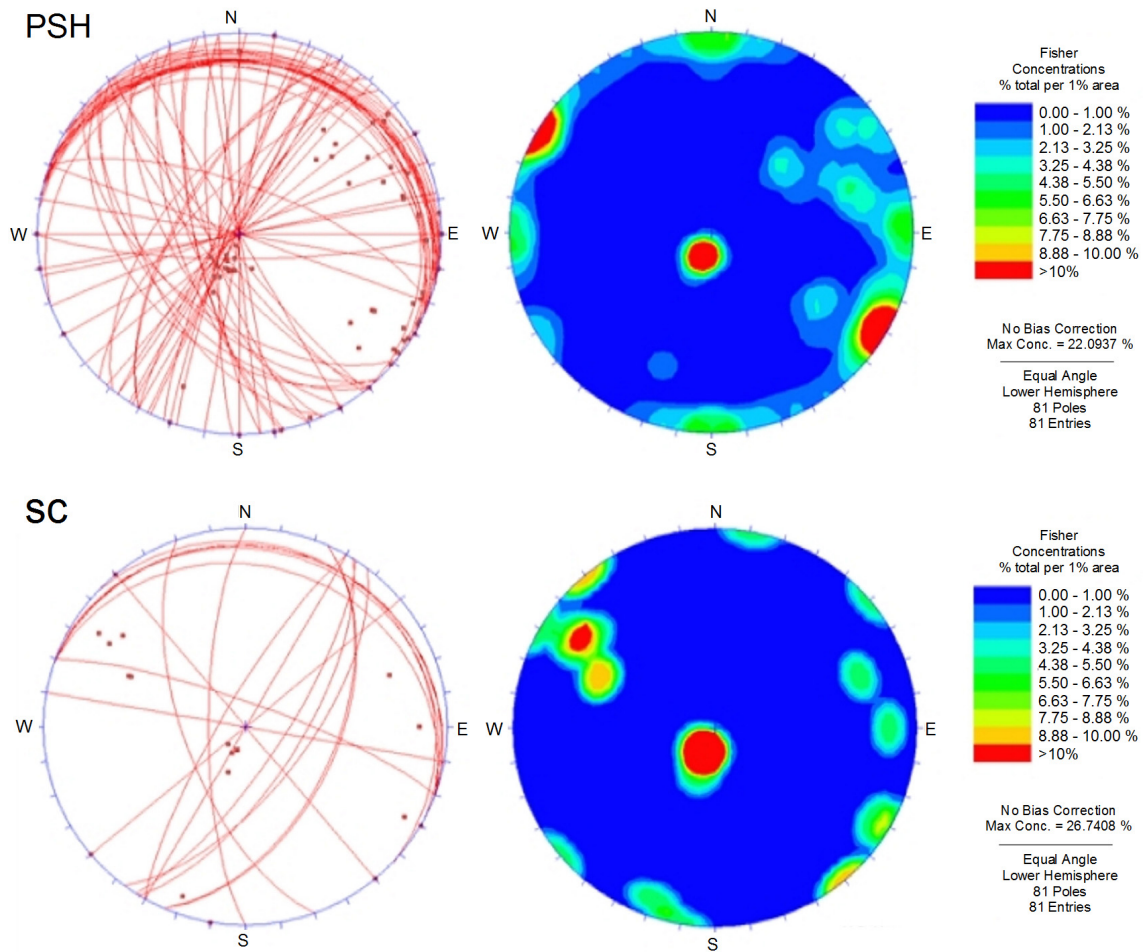 PSH
N
W
E
S
N
W
E
S
Fisher
Concentrations
% total per 1% area
0.00 - 1.00 %
1.00 - 2.13 %
2.13 - 3.25 %
3.25 - 4.38 %
4.38 - 5.50 %
5.50 - 6.63 %
6.63 - 7.75 %
7.75 - 8.88 %
8.88 - 10.00 %
>10%
No Bias Correction
Max Conc. = 22.0937 %
Equal Angle
Lower Hemisphere
81 Poles
81 Entries
SC
N
W
E
S
N
W
E
S
Fisher
Concentrations
% total per 1% area
0.00 - 1.00 %
1.00 - 2.13 %
2.13 - 3.25 %
3.25 - 4.38 %
4.38 - 5.50 %
5.50 - 6.63 %
6.63 - 7.75 %
7.75 - 8.88 %
8.88 - 10.00 %
>10%
No Bias Correction
Max Conc. = 26.7408 %
Equal Angle
Lower Hemisphere
81 Poles
81 Entries